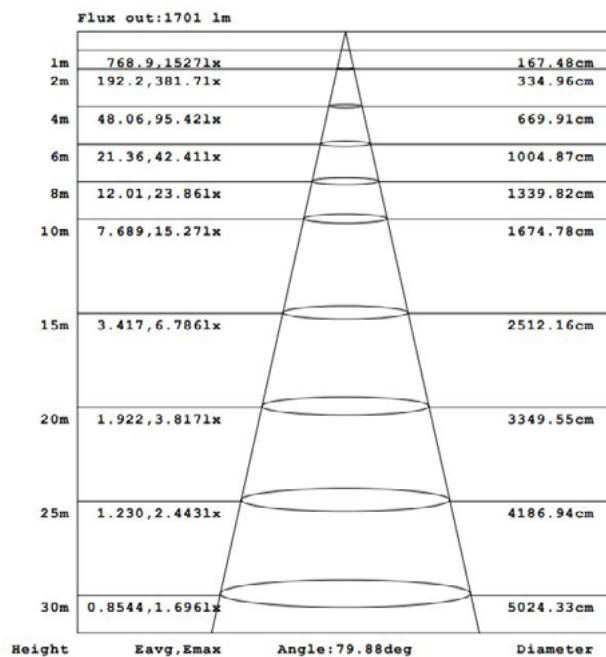 Flux out:1701 lm
1m 768.9,1527lx 167.48cm
2m 192.2,381.7lx 334.96cm
4m 48.06,95.42lx 669.91cm
6m 21.36,42.41lx 1004.87cm
8m 12.01,23.86lx 1339.82cm
10m 7.689,15.27lx 1674.78cm
15m 3.417,6.786lx 2512.16cm
20m 1.922,3.817lx 3349.55cm
25m 1.230,2.443lx 4186.94cm
30m 0.8544,1.696lx 5024.33cm
Height Eavg,Emax Angle:79.88deg Diameter